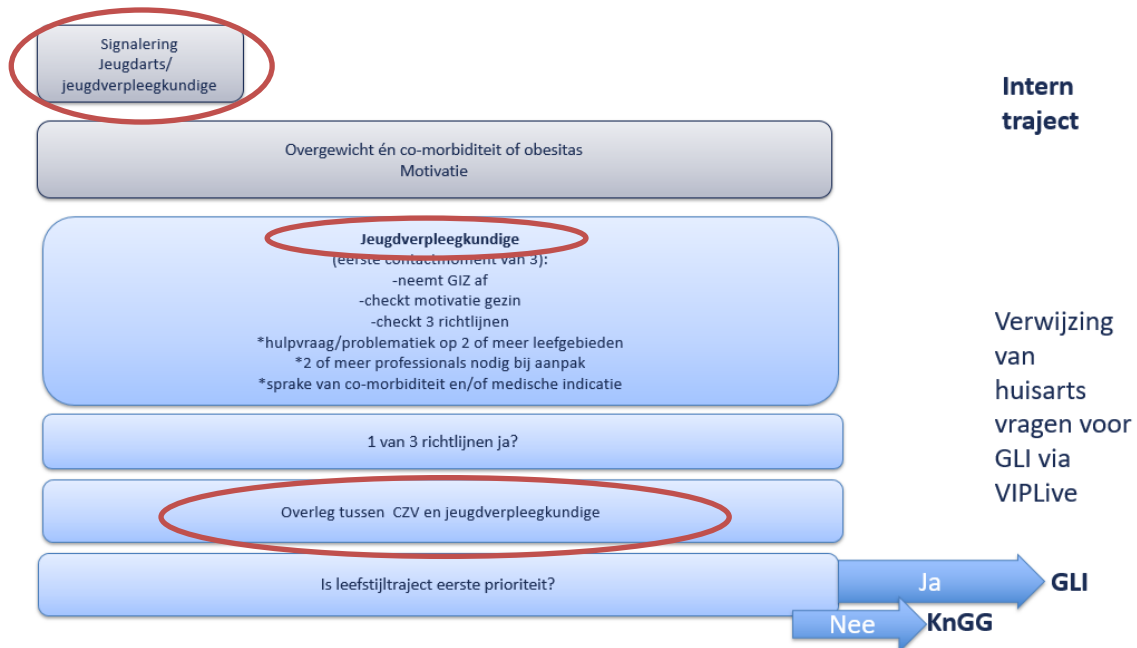 Signalering
Jeugdarts/
jeugdverpleegkundige
Intern
traject
Overgewicht én co-morbiditeit of obesitas
Motivatie
Jeugdverpleegkundige
(eerste contactmoment van 3):
-neemt GIZ af
-checkt motivatie gezin
-checkt 3 richtlijnen
*hulpvraag/problematiek op 2 of meer leefgebieden
*2 of meer professionals nodig bij aanpak
*sprake van co-morbiditeit en/of medische indicatie
Verwijzing
van
huisarts
vragen voor
GLI via
VIPLive
1 van 3 richtlijnen ja?
Overleg tussen CZV en jeugdverpleegkundige
Is leefstijltraject eerste prioriteit?
Ja
GLI
Nee
KnGG